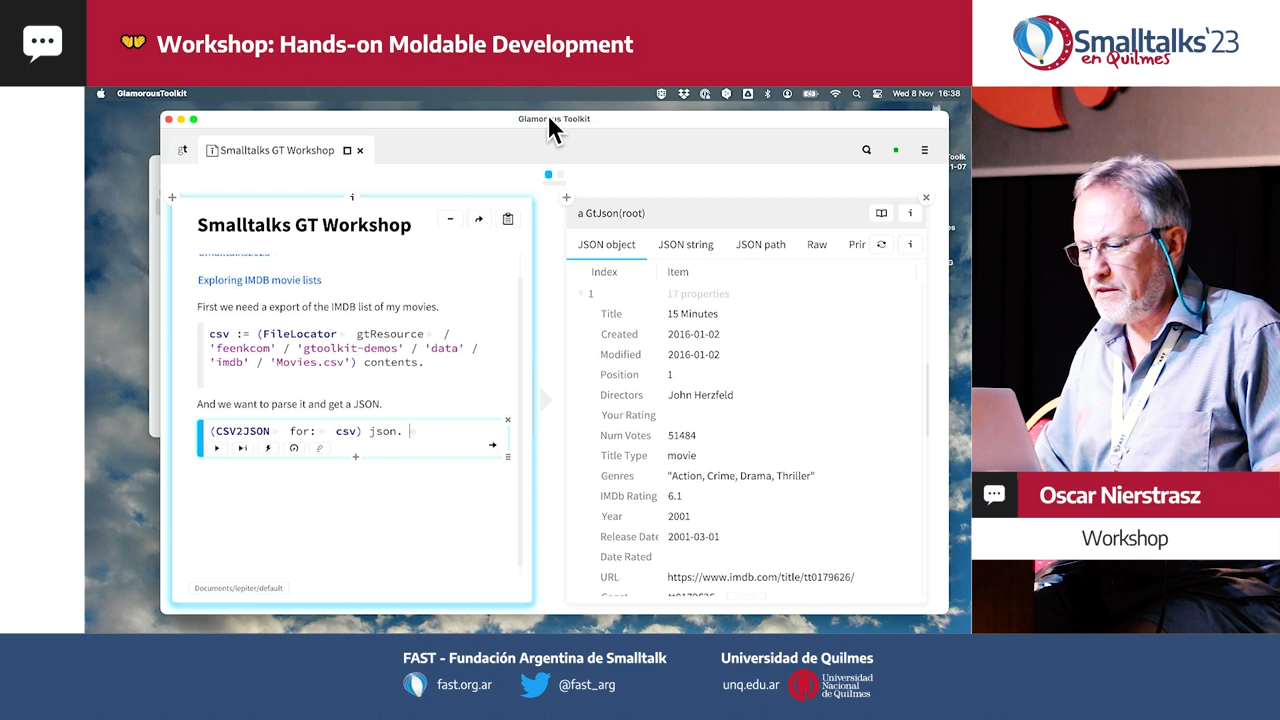 Workshop: Hands-on Moldable Development
Smalltalks'23
en Quilmes
GlamorousToolkit
Wed 8 Nov 16:38
Glamorous Toolkit
gt
Smalltalks GT Workshop
Smalltalks GT Workshop
Exploring IMDB movie lists
First we need a export of the IMDB list of my movies.
csv := (FileLocator gtResource /
'feenkcom' / 'gtoolkit-demos' / 'data' /
'imdb' / 'Movies.csv') contents.
And we want to parse it and get a JSON.
(CSV2JSON for: csv) json.
Documents/lepiter/default
a GtJson(root)
JSON object JSON string JSON path Raw Prir
Index Item
1 17 properties
Title 15 Minutes
Created 2016-01-02
Modified 2016-01-02
Position 1
Directors John Herzfeld
Your Rating
Num Votes 51484
Title Type movie
Genres "Action, Crime, Drama, Thriller"
IMDb Rating 6.1
Year 2001
Release Date 2001-03-01
Date Rated
URL https://www.imdb.com/title/tt0179626/
Oscar Nierstrasz
Workshop
FAST - Fundación Argentina de Smalltalk
fast.org.ar @fast_arg
Universidad de Quilmes
unq.edu.ar
Universidad
Nacional
de Quilmes